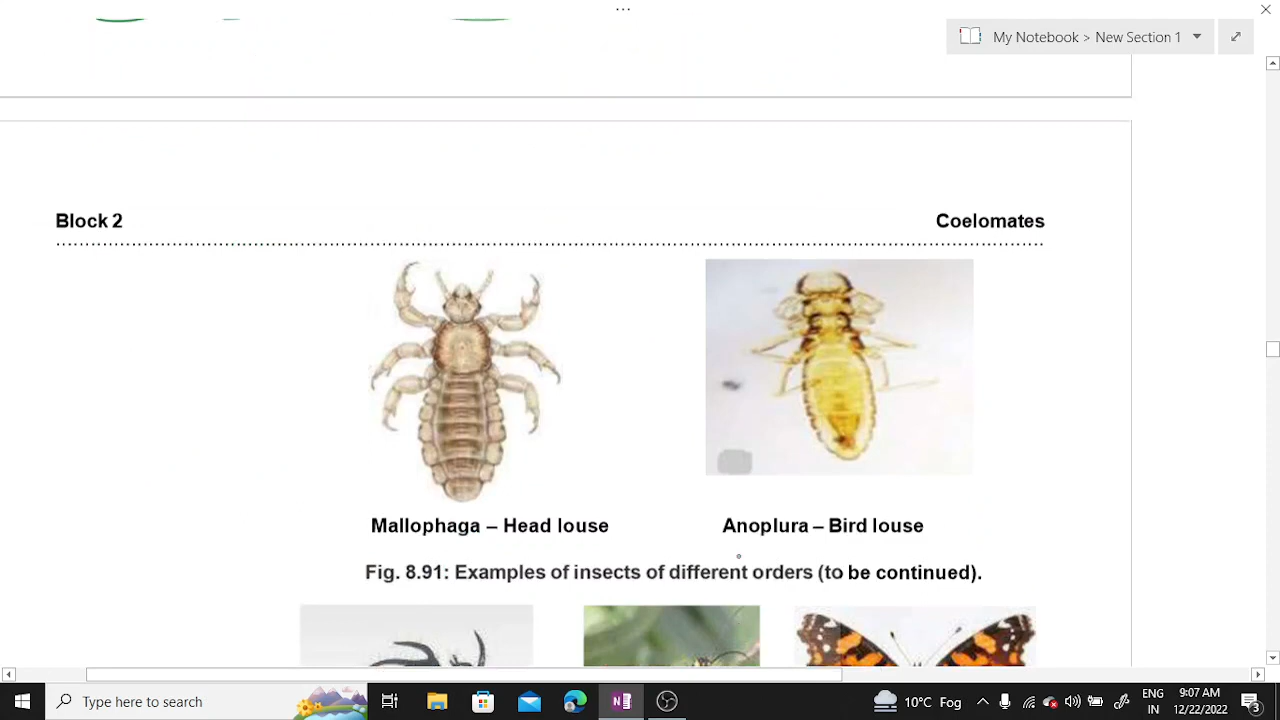 My Notebook > New Section 1
Block 2
Coelomates
Mallophaga – Head louse
Anoplura – Bird louse
Fig. 8.91: Examples of insects of different orders (to be continued).
Type here to search
10°C Fog
ENG
IN
8:07 AM
12/22/2022
3